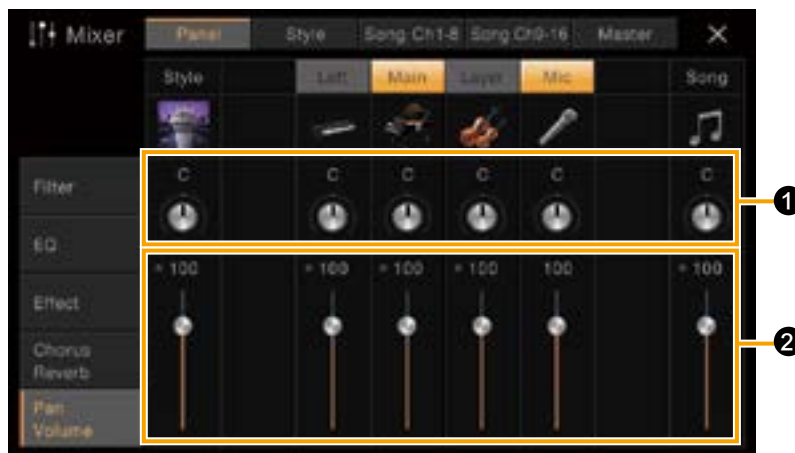 Mixer
Panel Style Song Ch1-8 Song Ch9-16 Master
Style Left Main Layer Mic Song
Filter
EQ
Effect
Chorus
Reverb
Pan
Volume
C C C C C C
1
100 100 100 100 100 100
2